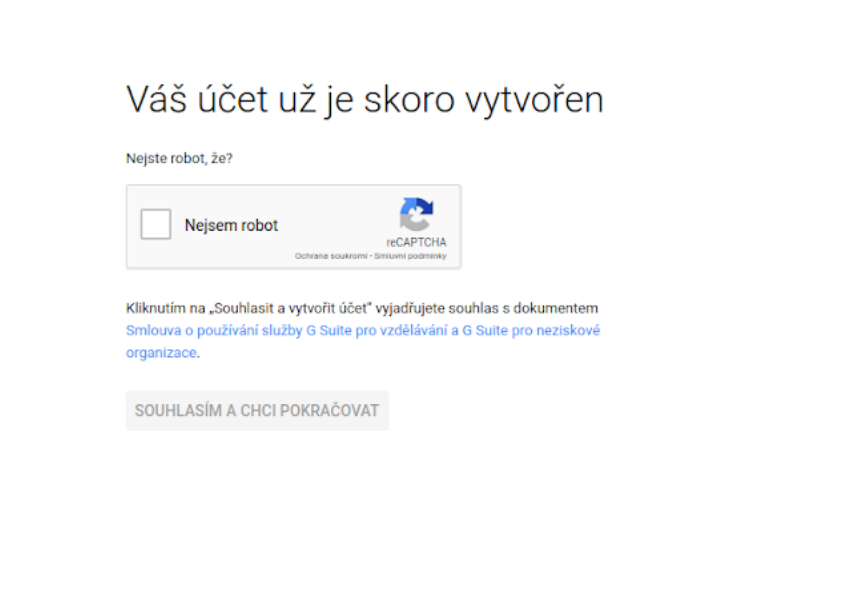 Váš účet už je skoro vytvořen
Nejste robot, že?
Nejsem robot
reCAPTCHA
Ochrana soukromí - Smluvní podmínky
Kliknutím na „Souhlasit a vytvořit účet" vyjadřujete souhlas s dokumentem
Smlouva o používání služby G Suite pro vzdělávání a G Suite pro neziskové
organizace.
SOUHLASÍM A CHCI POKRAČOVAT